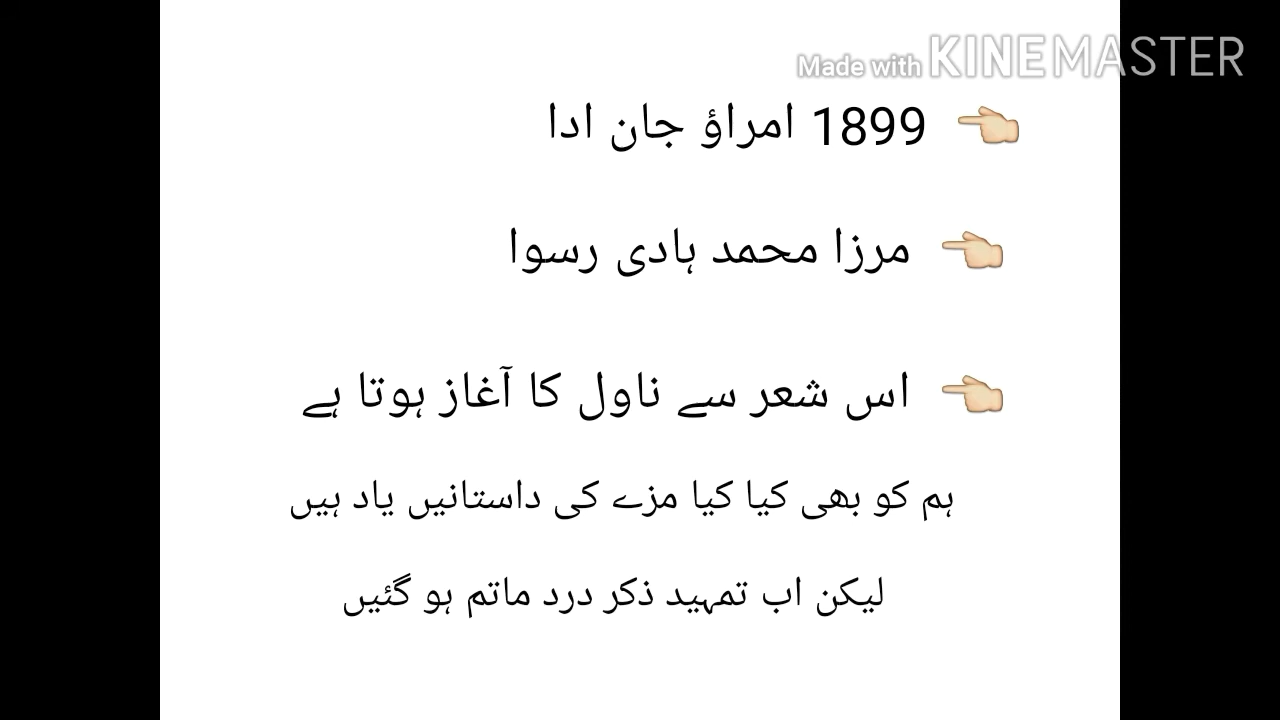 Made with KINEMASTER
👈 1899 امراؤ جان ادا
👈 مرزا محمد ہادی رسوا
👈 اس شعر سے ناول کا آغاز ہوتا ہے
ہم کو بھی کیا کیا مزے کی داستانیں یاد ہیں
لیکن اب تمہید ذکر درد ماتم ہو گئیں